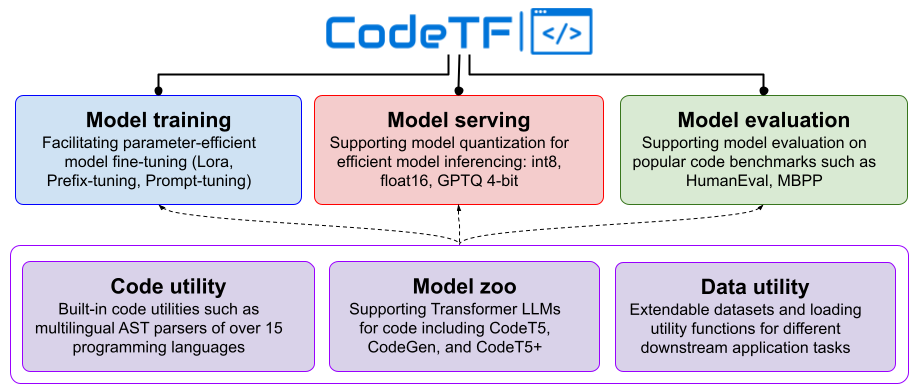 CodeTF
</>
Model training
Facilitating parameter-efficient
model fine-tuning (Lora,
Prefix-tuning, Prompt-tuning)
Model serving
Supporting model quantization for
efficient model inferencing: int8,
float16, GPTQ 4-bit
Model evaluation
Supporting model evaluation on
popular code benchmarks such as
HumanEval, MBPP
Code utility
Built-in code utilities such as
multilingual AST parsers of over 15
programming languages
Model zoo
Supporting Transformer LLMs
for code including CodeT5,
CodeGen, and CodeT5+
Data utility
Extendable datasets and loading
utility functions for different
downstream application tasks